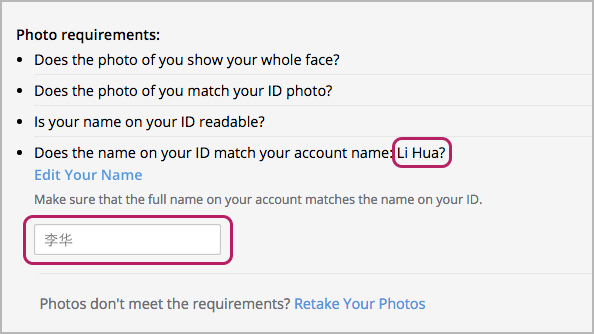 Photo requirements:
Does the photo of you show your whole face?
Does the photo of you match your ID photo?
Is your name on your ID readable?
Does the name on your ID match your account name: Li Hua?
Edit Your Name
Make sure that the full name on your account matches the name on your ID.
李华
Photos don't meet the requirements? Retake Your Photos